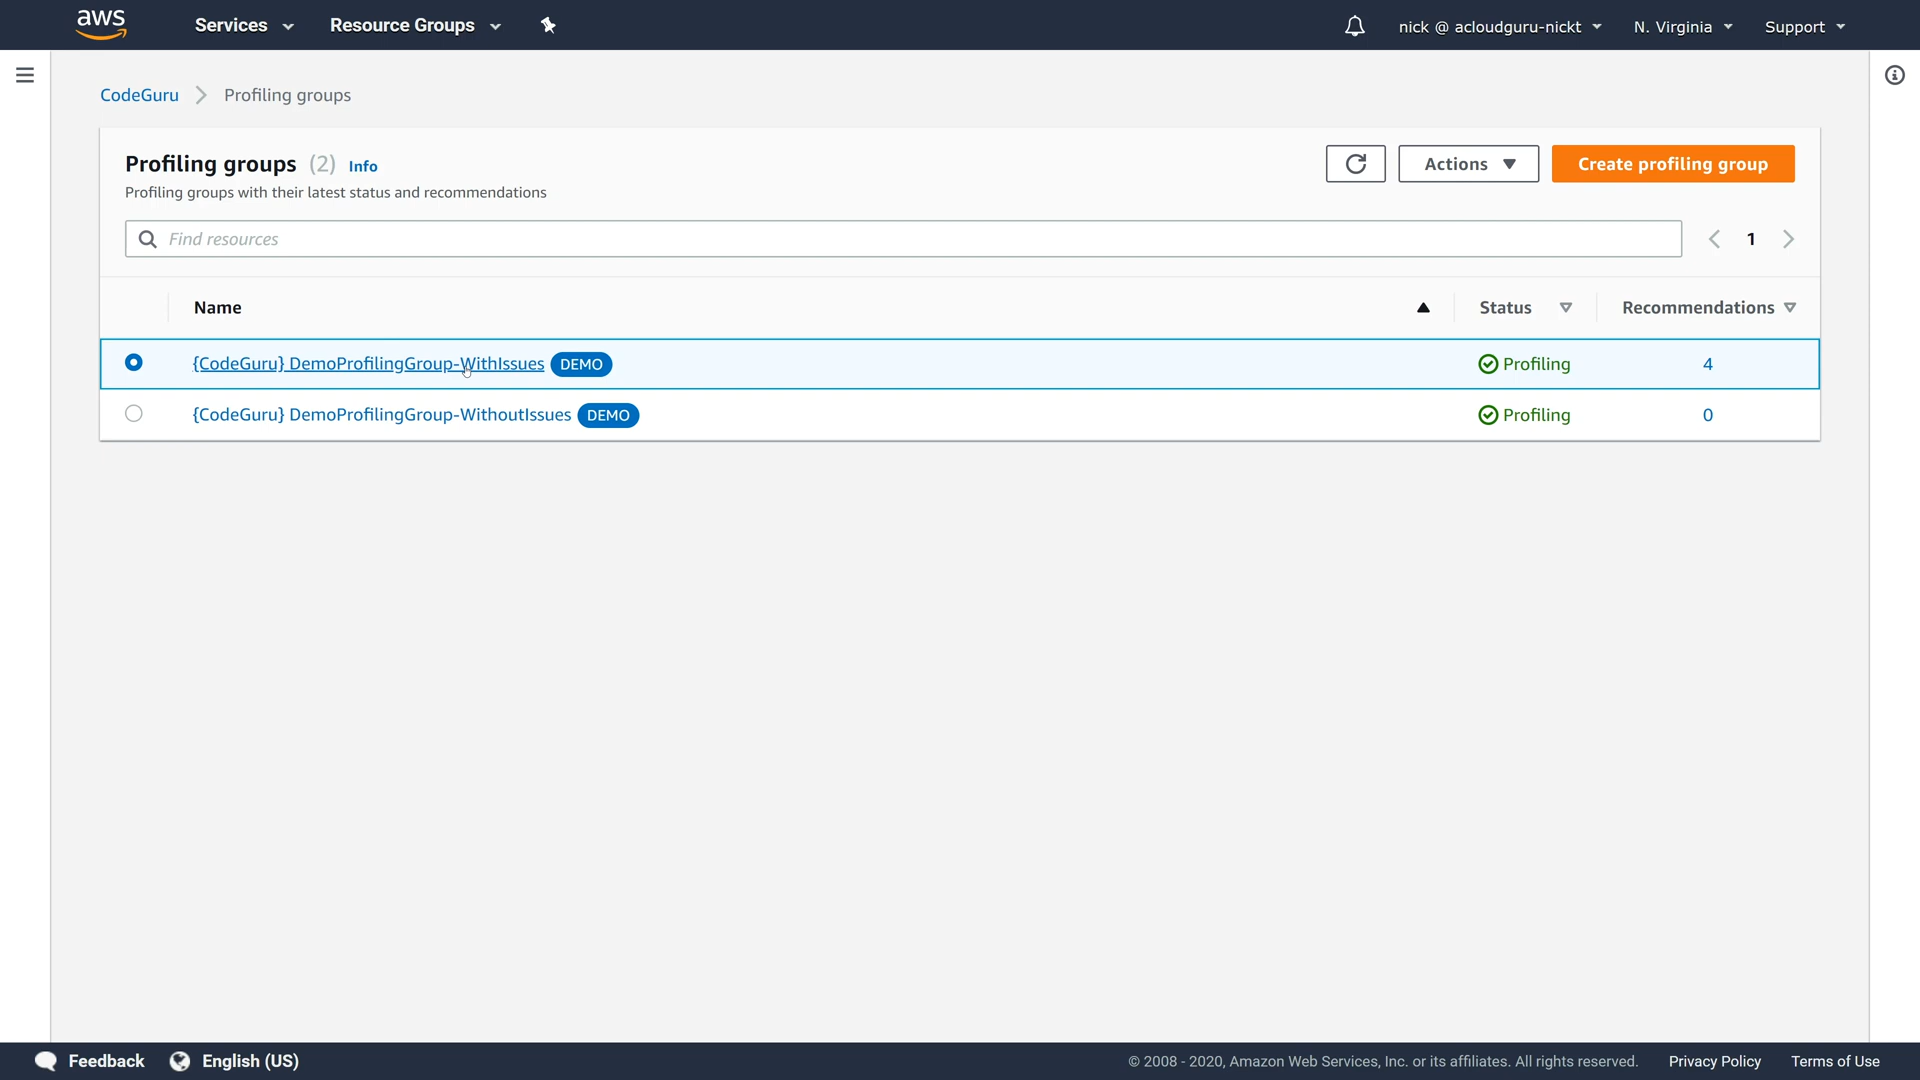 aws Services Resource Groups nick @ acloudguru-nickt N. Virginia Support
CodeGuru Profiling groups
Profiling groups (2) Info Actions Create profiling group
Profiling groups with their latest status and recommendations
Find resources 1
Name Status Recommendations
{CodeGuru} DemoProfilingGroup-WithIssues DEMO Profiling 4
{CodeGuru} DemoProfilingGroup-WithoutIssues DEMO Profiling 0
Feedback English (US) © 2008 - 2020, Amazon Web Services, Inc. or its affiliates. All rights reserved. Privacy Policy Terms of Use